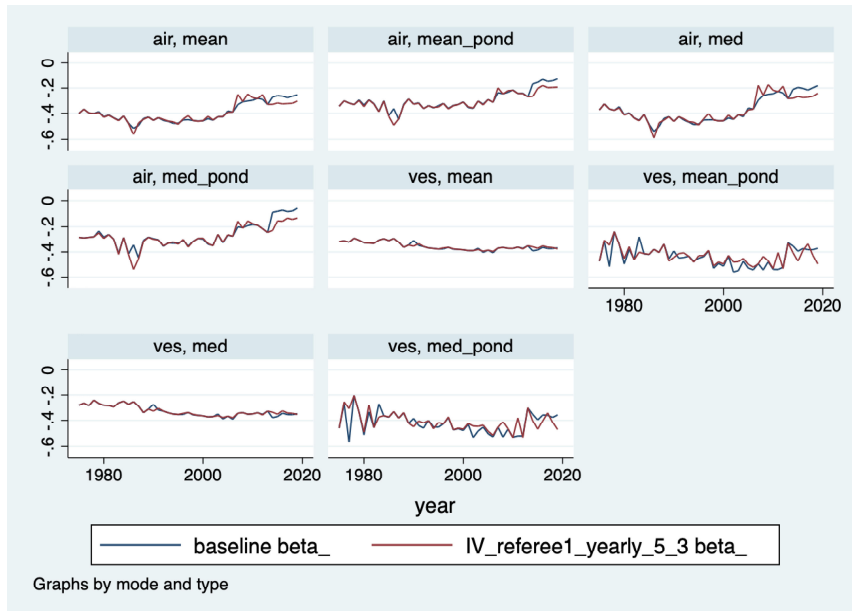 air, mean
air, mean_pond
air, med
0
-.2
-.4
-.6
air, med_pond
ves, mean
ves, mean_pond
0
-.2
-.4
-.6
1980
2000
2020
ves, med
ves, med_pond
0
-.2
-.4
-.6
1980
2000
2020
1980
2000
2020
year
baseline beta_
IV_referee1_yearly_5_3 beta_
Graphs by mode and type